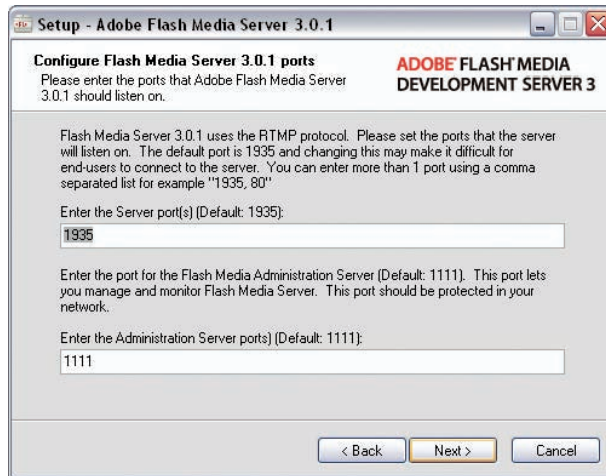 Setup - Adobe Flash Media Server 3.0.1
Configure Flash Media Server 3.0.1 ports
Please enter the ports that Adobe Flash Media Server
3.0.1 should listen on.
ADOBE® FLASH® MEDIA
DEVELOPMENT SERVER 3
Flash Media Server 3.0.1 uses the RTMP protocol. Please set the ports that the server
will listen on. The default port is 1935 and changing this may make it difficult for
end-users to connect to the server. You can enter more than 1 port using a comma
separated list for example "1935, 80"
Enter the Server port(s) (Default: 1935):
1935
Enter the port for the Flash Media Administration Server (Default: 1111). This port lets
you manage and monitor Flash Media Server. This port should be protected in your
network.
Enter the Administration Server ports) (Default: 1111):
1111
< Back
Next >
Cancel